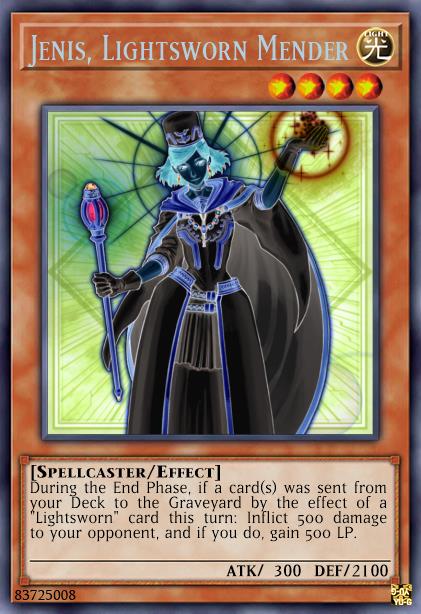 Jenis, Lightsworn Mender
LIGHT
光
[Spellcaster/Effect]
During the End Phase, if a card(s) was sent from
your Deck to the Graveyard by the effect of a
"Lightsworn" card this turn: Inflict 500 damage
to your opponent, and if you do, gain 500 LP.
ATK/ 300 DEF/2100
83725008